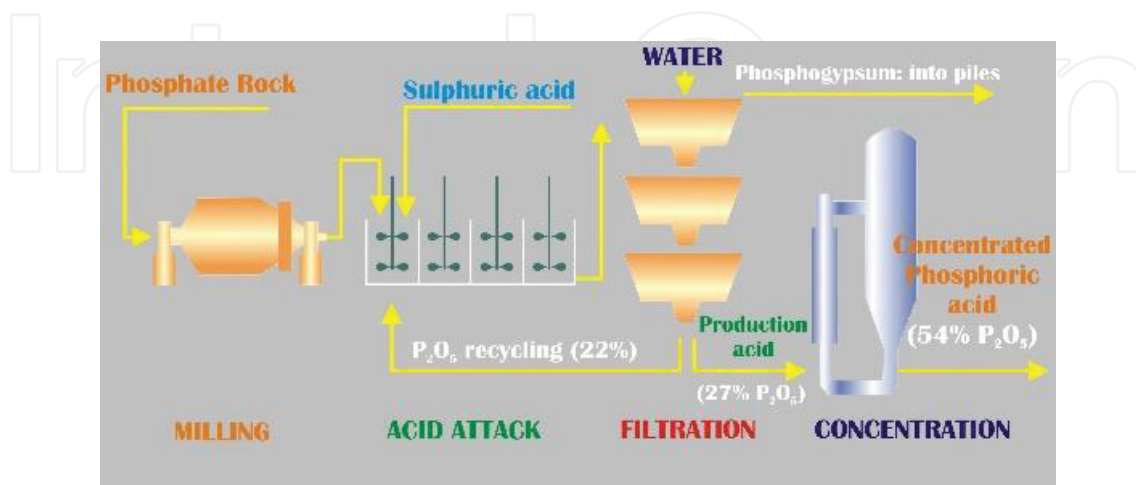 WATER
Phosphogypsum: into piles
Phosphate Rock
Sulphuric acid
Concentrated
Phosphoric
acid
(54% P₂O₅)
Production
acid
P₂O₅ recycling (22%)
(27% P₂O₅)
MILLING
ACID ATTACK
FILTRATION
CONCENTRATION